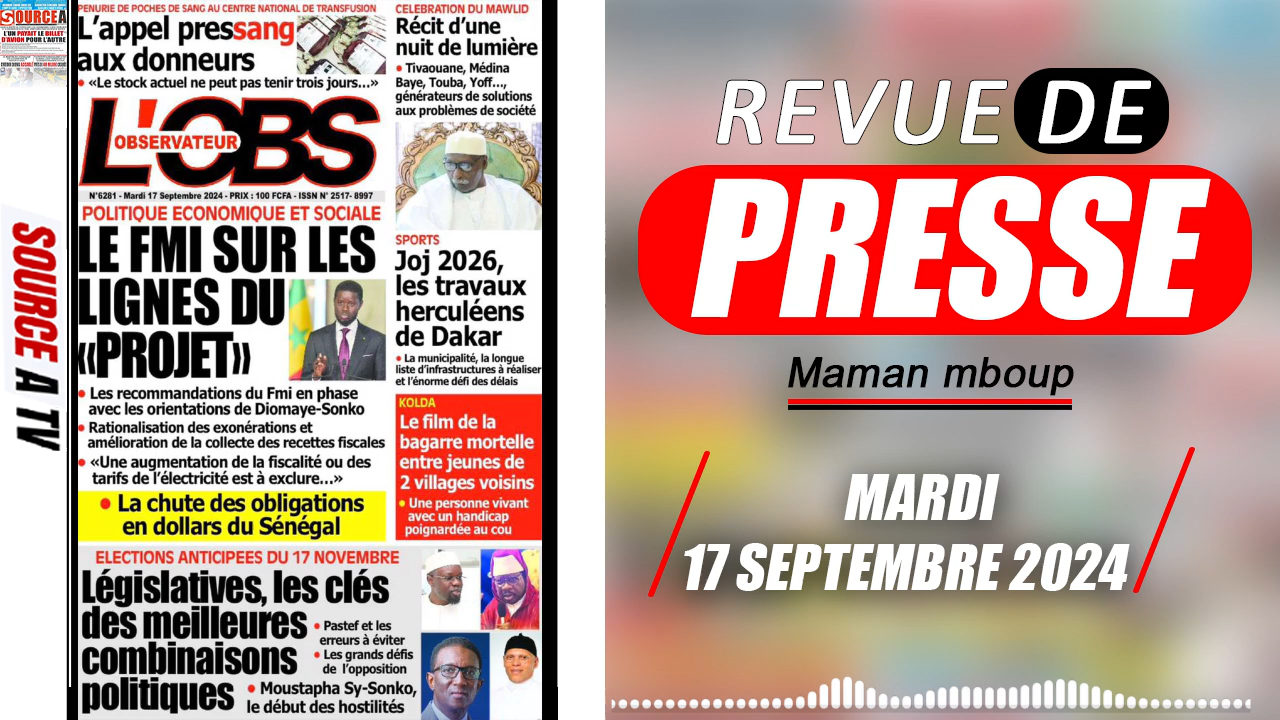 SOURCE A
L'UN PAYAIT LE BILLET
D'AVION POUR L'AUTRE
SOURCE A TV
PENURIE DE POCHES DE SANG AU CENTRE NATIONAL DE TRANSFUSION
L'appel pressang
aux donneurs
• «Le stock actuel ne peut pas tenir trois jours...»
L'OBS
L'OBSERVATEUR
N°6281 - Mardi 17 Septembre 2024 - PRIX : 100 FCFA - ISSN N° 2517- 8997
POLITIQUE ECONOMIQUE ET SOCIALE
LE FMI SUR LES
LIGNES DU
«PROJET»
• Les recommandations du Fmi en phase
avec les orientations de Diomaye-Sonko
• Rationalisation des exonérations et
amélioration de la collecte des recettes fiscales
• «Une augmentation de la fiscalité ou des
tarifs de l'électricité est à exclure...»
• La chute des obligations
en dollars du Sénégal
CELEBRATION DU MAWLID
Récit d'une
nuit de lumière
• Tivaouane, Médina
Baye, Touba, Yoff...,
générateurs de solutions
aux problèmes de société
SPORTS
Joj 2026,
les travaux
herculéens
de Dakar
• La municipalité, la longue
liste d'infrastructures à réaliser
et l'énorme défi des délais
KOLDA
Le film de la
bagarre mortelle
entre jeunes de
2 villages voisins
• Une personne vivant
avec un handicap
poignardée au cou
ELECTIONS ANTICIPEES DU 17 NOVEMBRE
Législatives, les clés
des meilleures
combinaisons
politiques
• Pastef et les
erreurs à éviter
• Les grands défis
de l'opposition
• Moustapha Sy-Sonko,
le début des hostilités
REVUE DE
PRESSE
Maman mboup
MARDI
17 SEPTEMBRE 2024